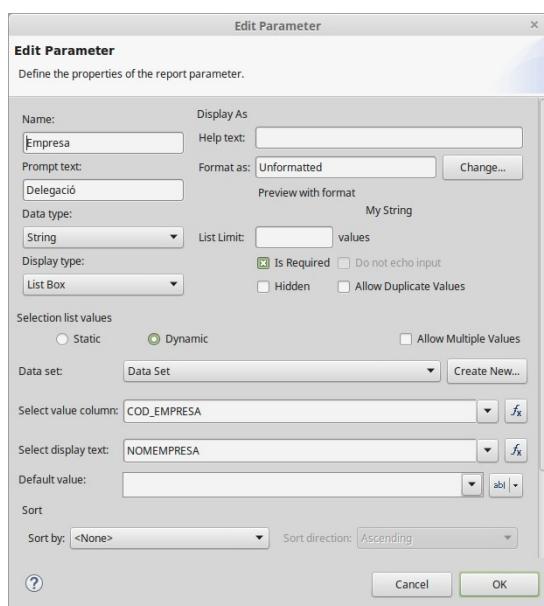 Edit Parameter
×
Edit Parameter
Define the properties of the report parameter.
Name:
Empresa
Prompt text:
Delegació
Data type:
String
Display type:
List Box
Display As
Help text:
Format as: Unformatted Change...
Preview with format
My String
List Limit: values
Is Required Do not echo input
Hidden Allow Duplicate Values
Selection list values
Static Dynamic Allow Multiple Values
Data set: Data Set Create New...
Select value column: COD_EMPRESA fx
Select display text: NOMEMPRESA fx
Default value: ab|
Sort
Sort by: <None> Sort direction: Ascending
? Cancel OK